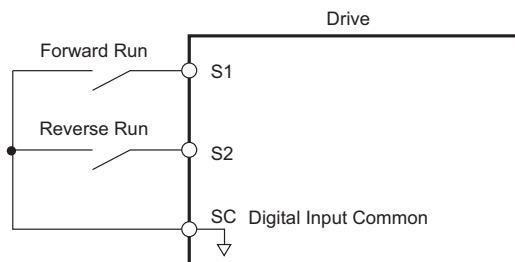 Drive
Forward Run
S1
Reverse Run
S2
SC Digital Input Common